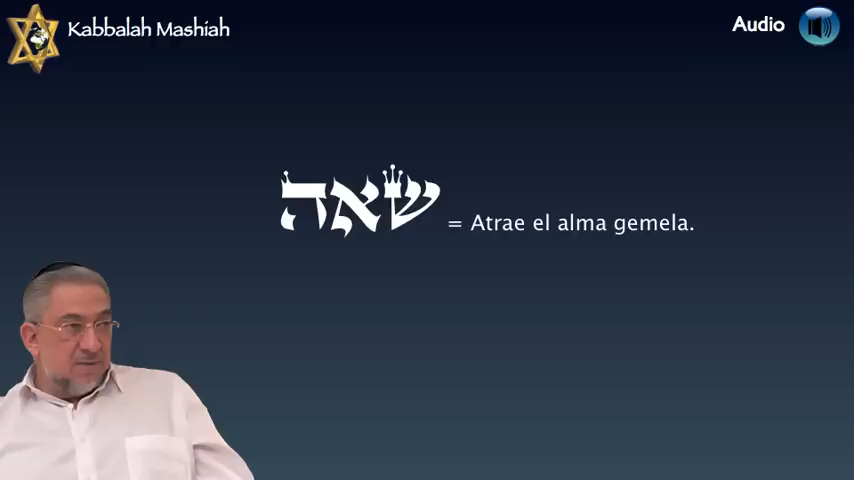 Kabbalah Mashiah
Audio
שאה = Atrae el alma gemela.